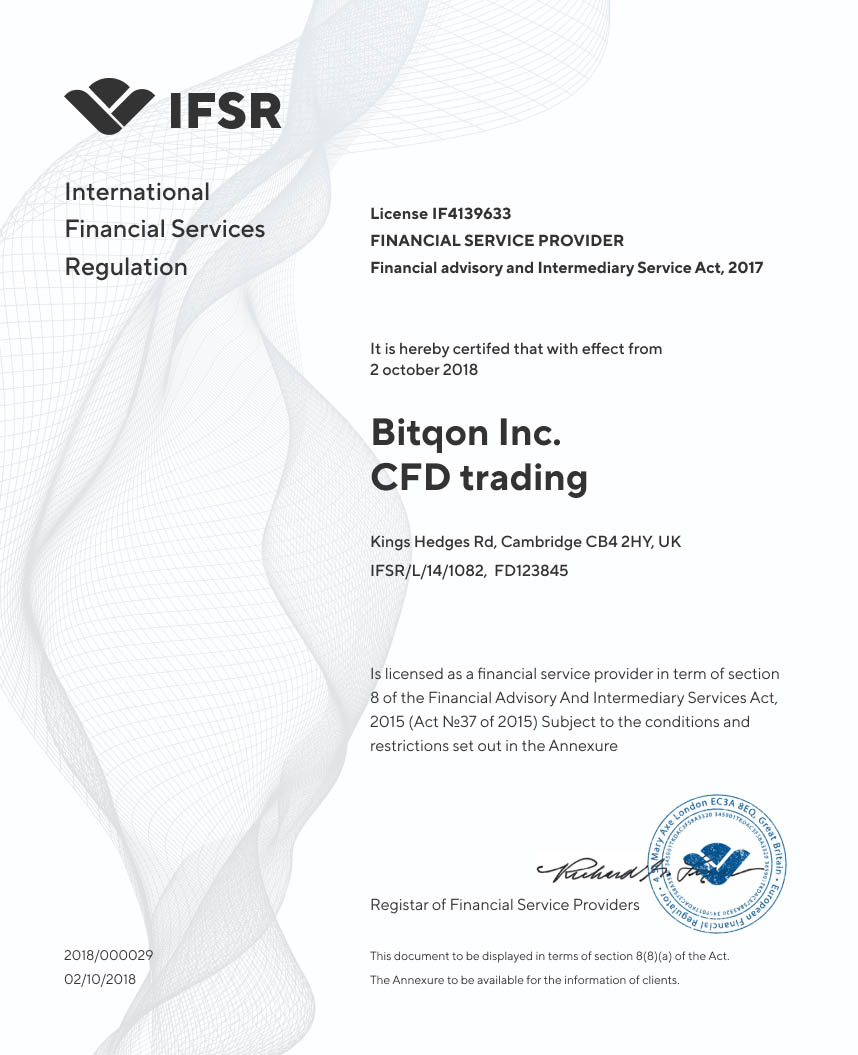 IFSR
International
Financial Services
Regulation
License IF4139633
FINANCIAL SERVICE PROVIDER
Financial advisory and Intermediary Service Act, 2017
It is hereby certifed that with effect from
2 october 2018
Bitqon Inc.
CFD trading
Kings Hedges Rd, Cambridge CB4 2HY, UK
IFSR/L/14/1082, FD123845
Is licensed as a financial service provider in term of section
8 of the Financial Advisory And Intermediary Services Act,
2015 (Act №37 of 2015) Subject to the conditions and
restrictions set out in the Annexure
Mary Axe London EC3A 8EQ, Great Britain • European Financial Regulator •
Richard
Registar of Financial Service Providers
2018/000029
02/10/2018
This document to be displayed in terms of section 8(8)(a) of the Act.
The Annexure to be available for the information of clients.